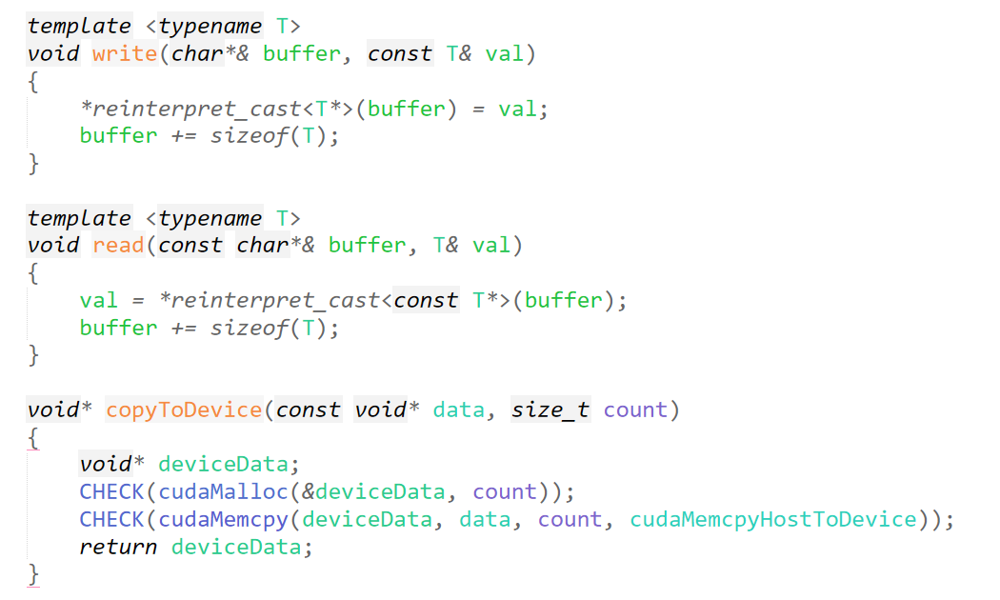 template <typename T>
void write(char*& buffer, const T& val)
{
    *reinterpret_cast<T*>(buffer) = val;
    buffer += sizeof(T);
}

template <typename T>
void read(const char*& buffer, T& val)
{
    val = *reinterpret_cast<const T*>(buffer);
    buffer += sizeof(T);
}

void* copyToDevice(const void* data, size_t count)
{
    void* deviceData;
    CHECK(cudaMalloc(&deviceData, count));
    CHECK(cudaMemcpy(deviceData, data, count, cudaMemcpyHostToDevice));
    return deviceData;
}